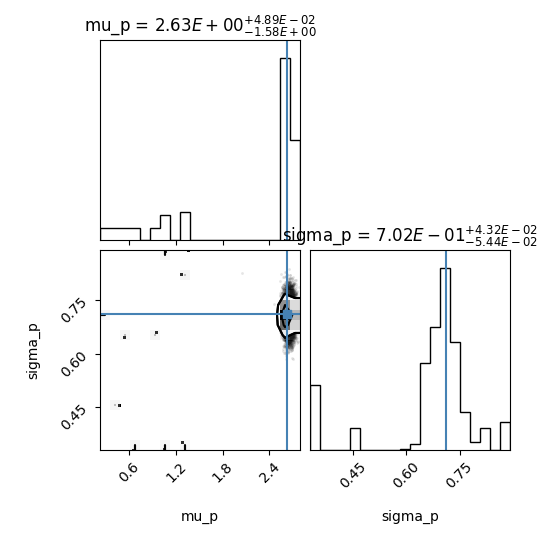 mu_p = 2.63E+00+4.89E−02 −1.58E+00
sigma_p = 7.02E−01+4.32E−02 −5.44E−02
0.75
0.60
0.45
sigma_p
0.6 1.2 1.8 2.4
0.45 0.60 0.75
mu_p sigma_p